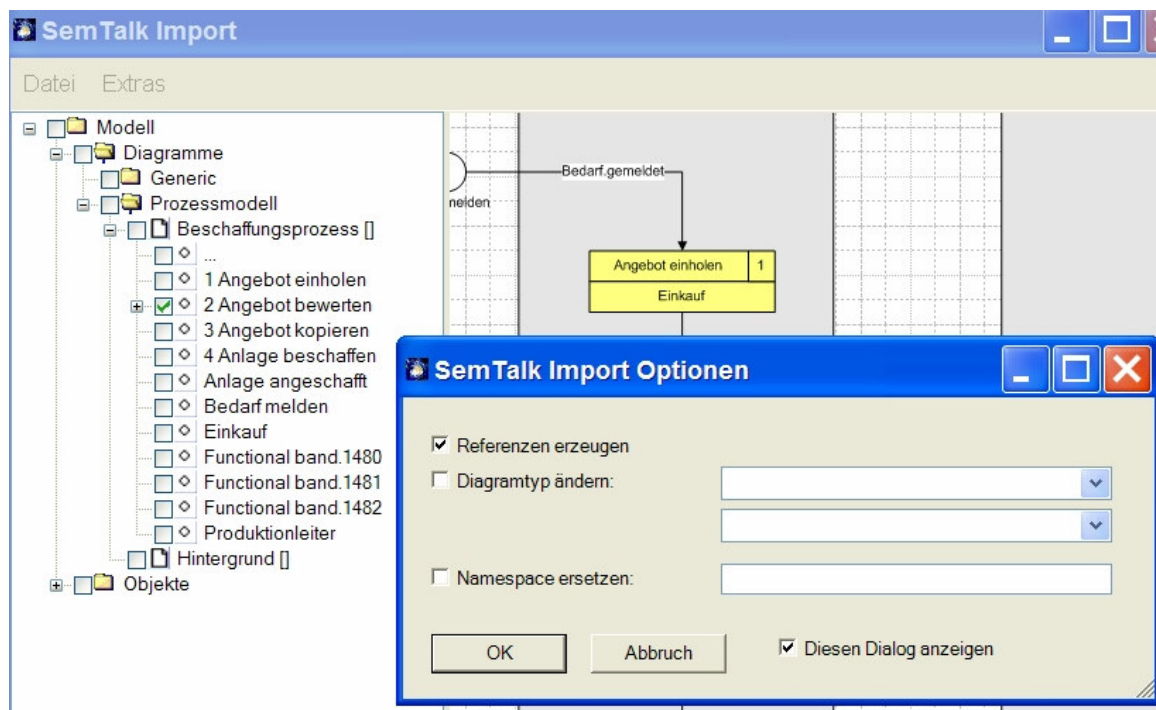 SemTalk Import
Datei Extras
Modell
Diagramme
Generic
Prozessmodell
Beschaffungsprozess []
...
1 Angebot einholen
2 Angebot bewerten
3 Angebot kopieren
4 Anlage beschaffen
Anlage angeschafft
Bedarf melden
Einkauf
Functional band.1480
Functional band.1481
Functional band.1482
Produktionleiter
Hintergrund []
Objekte
Bedarf.gemeldet
melden
Angebot einholen 1
Einkauf
SemTalk Import Optionen
Referenzen erzeugen
Diagramtyp ändern:
Namespace ersetzen:
OK Abbruch Diesen Dialog anzeigen